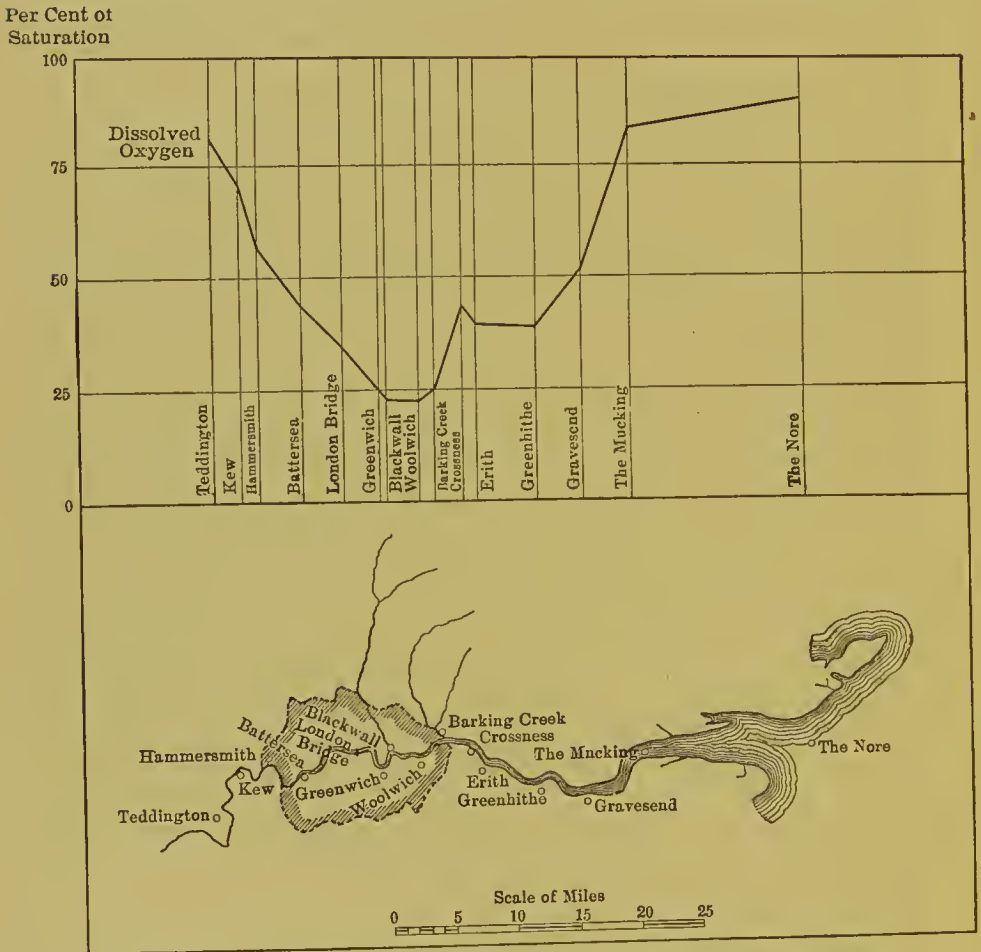 Per Cent of
Saturation
100
Dissolved
Oxygen
75
50
25
0
Teddington
Kew
Hammersmith
Battersea
London Bridge
Greenwich
Blackwall
Woolwich
Barking Creek
Crossness
Erith
Greenhithe
Gravesend
The Mucking
The Nore
Barking Creek
Crossness
Blackwall
London
Bridge
Battersea
Hammersmith
The Mucking
The Nore
Kew
Greenwich
Woolwich
Erith
Greenhithe
Gravesend
Teddington
Scale of Miles
0 5 10 15 20 25